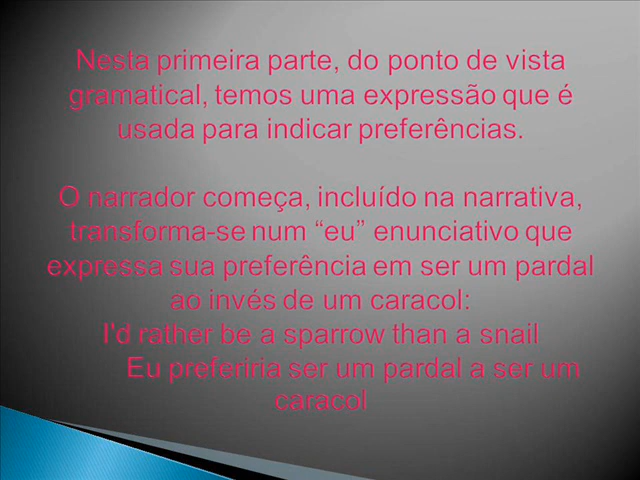 Nesta primeira parte, do ponto de vista
gramatical, temos uma expressão que é
usada para indicar preferências.
O narrador começa, incluído na narrativa,
transforma-se num “eu” enunciativo que
expressa sua preferência em ser um pardal
ao invés de um caracol:
I'd rather be a sparrow than a snail
Eu preferiria ser um pardal a ser um
caracol